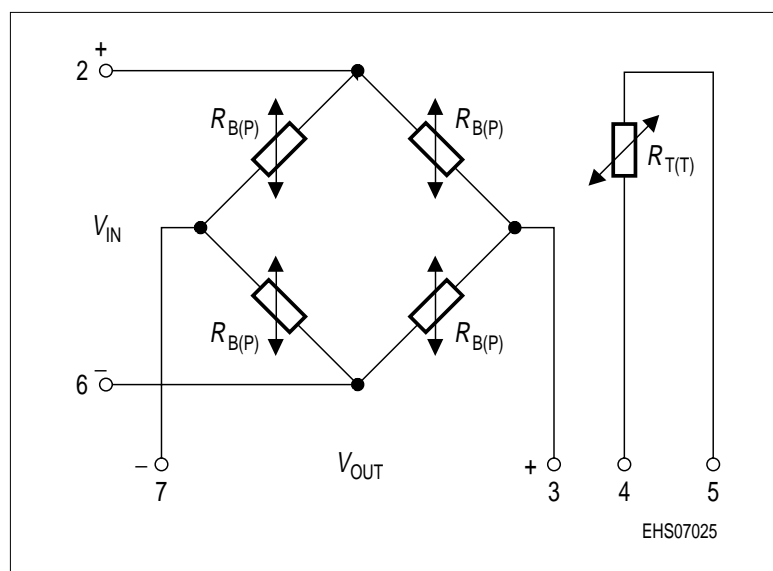 +
2
R B(P) R B(P)
R T(T)
V IN
R B(P) R B(P)
6 –
– 7
V OUT
+ 3
4
5
EHS07025